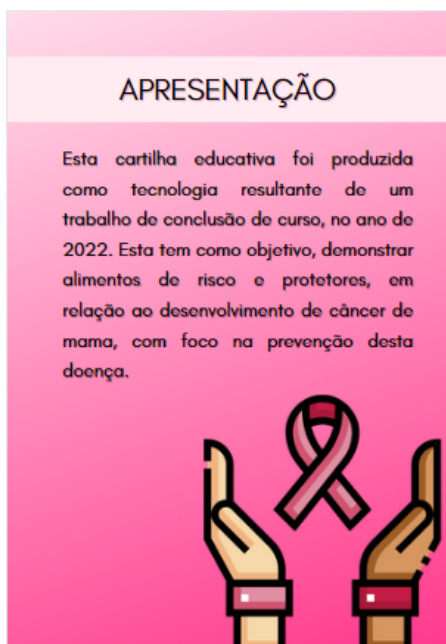 APRESENTAÇÃO
Esta cartilha educativa foi produzida
como tecnologia resultante de um
trabalho de conclusão de curso, no ano de
2022. Esta tem como objetivo, demonstrar
alimentos de risco e protetores, em
relação ao desenvolvimento de câncer de
mama, com foco na prevenção desta
doença.